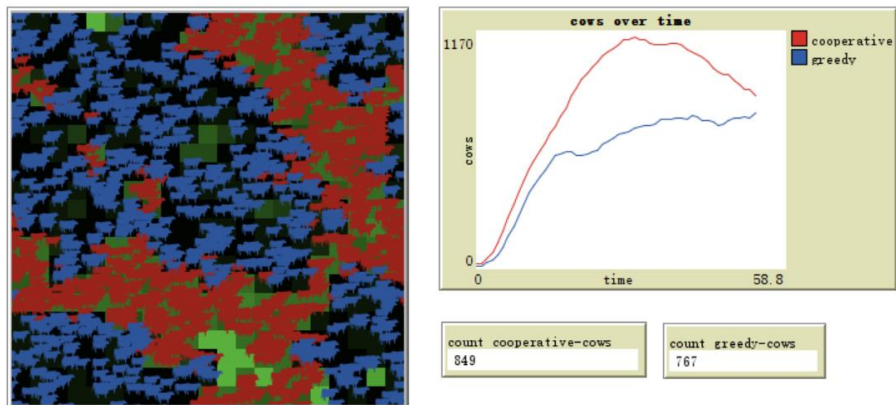 cows over time
1170
cooperative
greedy
cows
0
0 time 58.8
count cooperative-cows
849
count greedy-cows
767